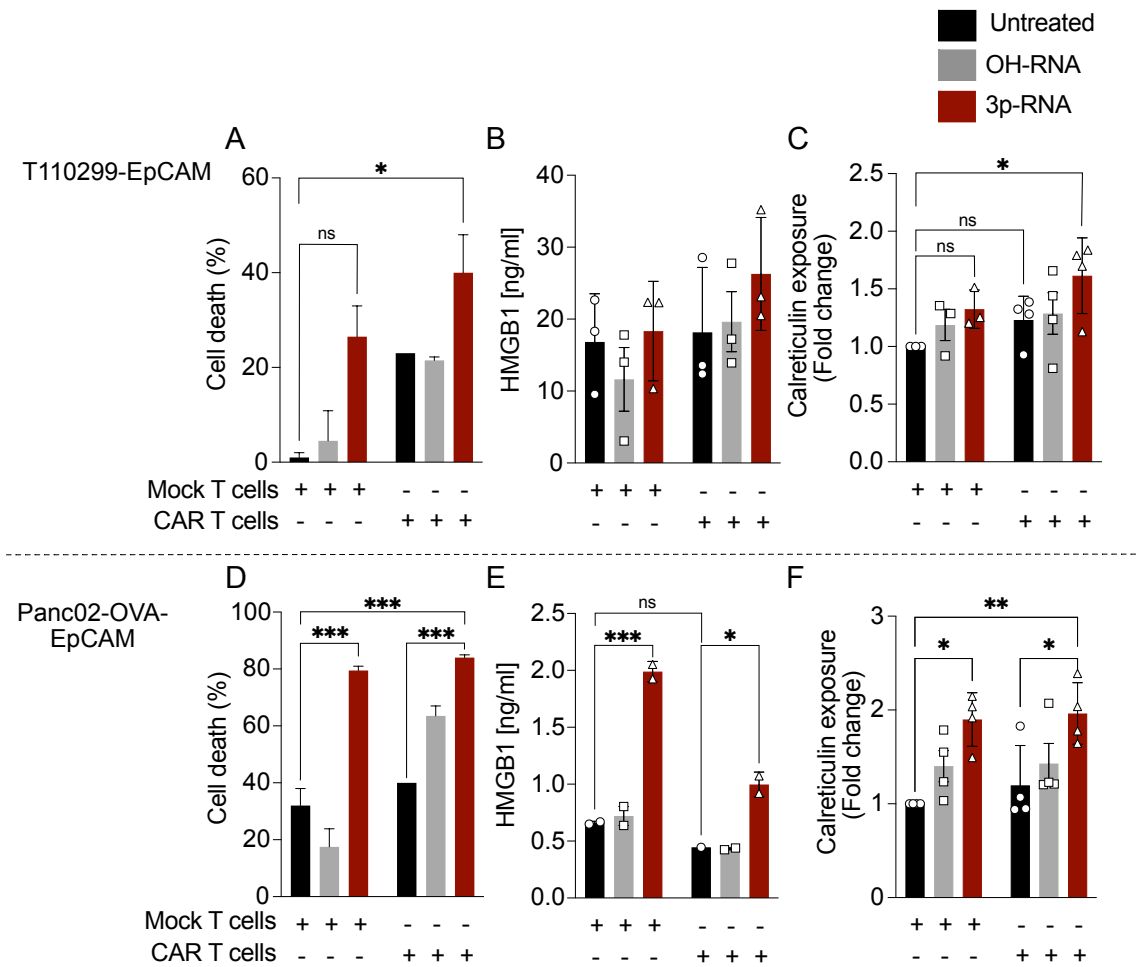 Untreated
OH-RNA
3p-RNA
T110299-EpCAM
A
Cell death (%)
60
40
20
0
*
ns
Mock T cells + + + - - -
CAR T cells - - - + + +
B
HMGB1 [ng/ml]
40
30
20
10
0
+ + + - - -
- - - + + +
C
Calreticulin exposure
(Fold change)
2.5
2.0
1.5
1.0
0.0
*
ns
ns
+ + + - - -
- - - + + +
Panc02-OVA-
EpCAM
D
Cell death (%)
100
80
60
40
20
0
***
*** ***
Mock T cells + + + - - -
CAR T cells - - - + + +
E
HMGB1 [ng/ml]
2.5
2.0
1.5
1.0
0.5
0.0
ns
*** *
+ + + - - -
- - - + + +
F
Calreticulin exposure
(Fold change)
3
2
1
0
**
* *
+ + + - - -
- - - + + +